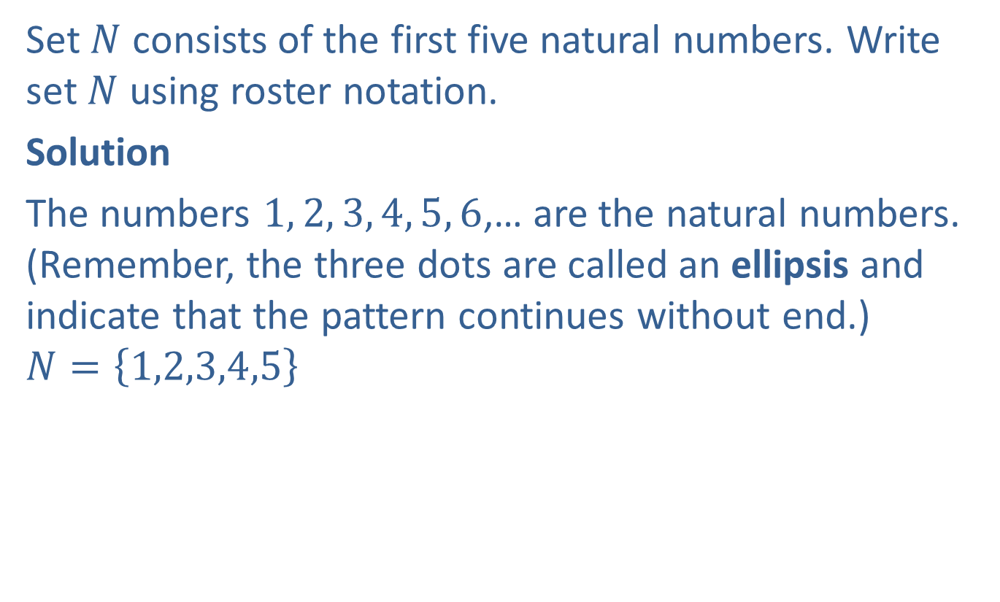 Set N consists of the first five natural numbers. Write
set N using roster notation.
Solution
The numbers 1, 2, 3, 4, 5, 6,... are the natural numbers.
(Remember, the three dots are called an ellipsis and
indicate that the pattern continues without end.)
N = {1,2,3,4,5}